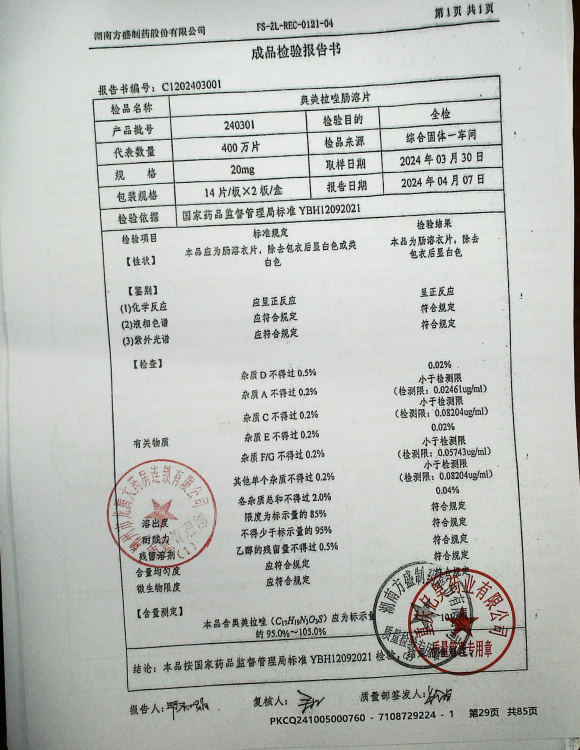 湖南方盛制药股份有限公司 FS-ZL-REC-0121-04 第1页 共1页
成品检验报告书
报告书编号：C1202403001
检品名称 奥美拉唑肠溶片
产品批号 240301 检验目的 全检
代表数量 400万片 检品来源 综合固体一车间
规 格 20mg 取样日期 2024年03月30日
包装规格 14片/板×2板/盒 报告日期 2024年04月07日
检验依据 国家药品监督管理局标准 YBH12092021
检验项目 标准规定 检验结果
【性状】 本品应为肠溶衣片，除去包衣后显白色或类 本品为肠溶衣片，除去
白色 包衣后显白色
【鉴别】
(1)化学反应 应呈正反应 呈正反应
(2)液相色谱 应符合规定 符合规定
(3)紫外光谱 应符合规定 符合规定
【检查】
杂质 D 不得过 0.5% 0.02%
杂质 A 不得过 0.2% 小于检测限
(检测限：0.02461ug/ml)
杂质 C 不得过 0.2% 小于检测限
(检测限：0.08204ug/ml)
杂质 E 不得过 0.2% 0.02%
有关物质 杂质 F/G 不得过 0.2% 小于检测限
(检测限：0.05743ug/ml)
其他单个杂质不得过 0.2% 小于检测限
(检测限：0.08204ug/ml)
各杂质总和不得过 2.0% 0.04%
溶出度 限度为标示量的 85% 符合规定
耐酸力 不得少于标示量的 95% 符合规定
残留溶剂 乙醇的残留量不得过 0.5% 符合规定
含量均匀度 应符合规定 符合规定
微生物限度 应符合规定 符合规定
【含量测定】
本品含奥美拉唑（C17H19N3O3S）应为标示量
的 95.0%～105.0%
结论：本品按国家药品监督管理局标准 YBH12092021 检验，
报告人： 复核人： 质量部签发人：
PKCQ241005000760 - 7108729224 - 1 第29页 共85页